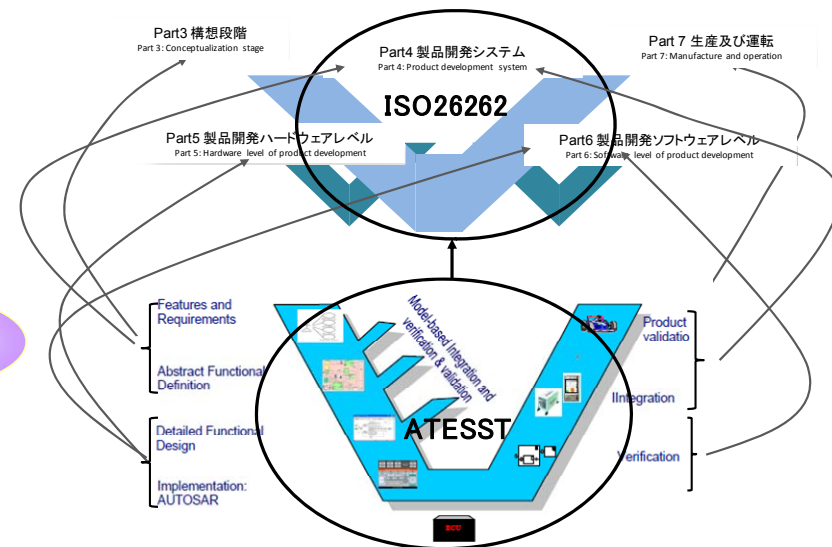 Part3 構想段階
Part 3: Conceptualization stage
Part4 製品開発システム
Part 4: Product development system
Part 7 生産及び運転
Part 7: Manufacture and operation
ISO26262
Part5 製品開発ハードウェアレベル
Part 5: Hardware level of product development
Part6 製品開発ソフトウェアレベル
Part 6: Software level of product development
Features and
Requirements
Abstract Functional
Definition
Detailed Functional
Design
Implementation:
AUTOSAR
Model-based Integration and
verification & validation
ATESST
Product
validatio
IIntegration
Verification
ECU